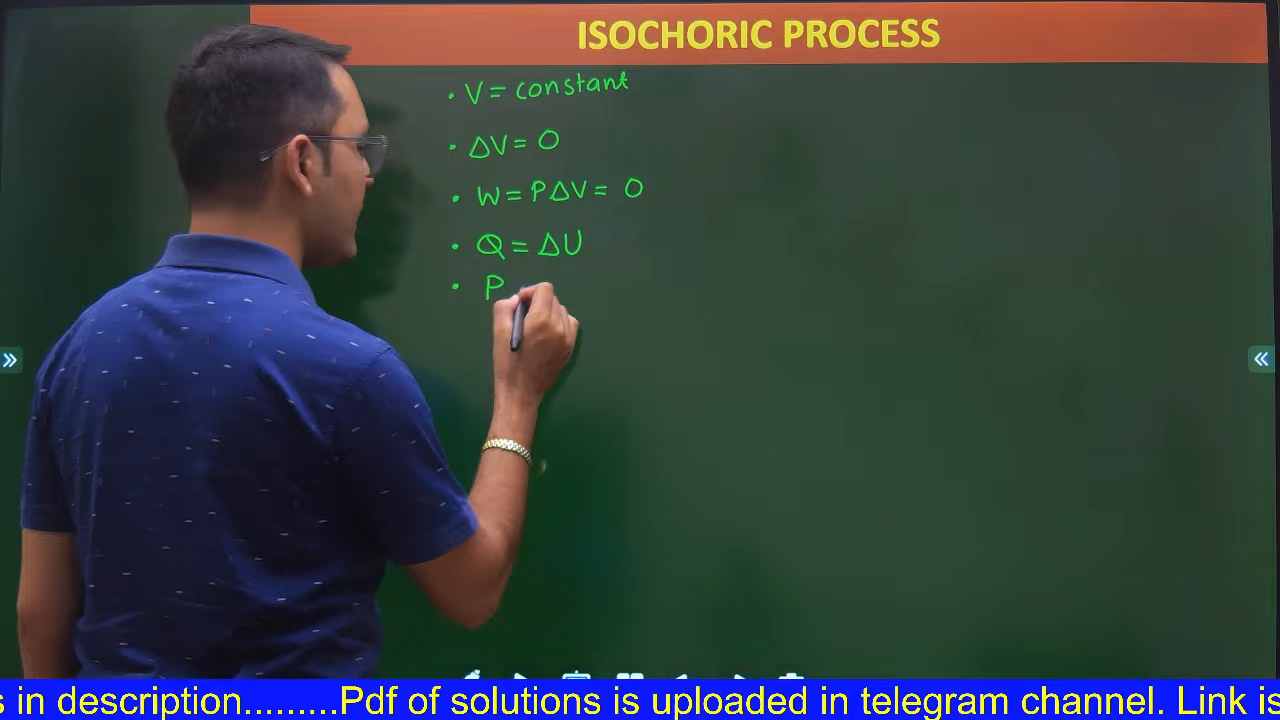 ISOCHORIC PROCESS
• V = constant
• ΔV = 0
• W = PΔV = 0
• Q = ΔU
• P
s in description.........Pdf of solutions is uploaded in telegram channel. Link is